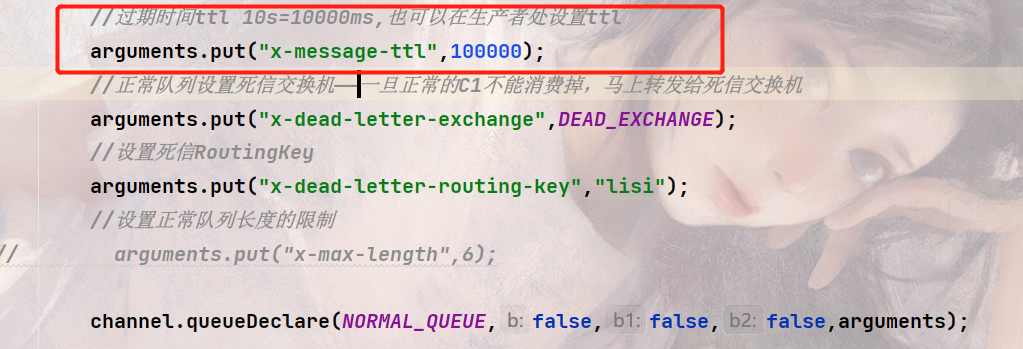 //过期时间ttl 10s=10000ms,也可以在生产者处设置ttl
arguments.put("x-message-ttl",100000);
//正常队列设置死信交换机——一旦正常的C1不能消费掉，马上转发给死信交换机
arguments.put("x-dead-letter-exchange",DEAD_EXCHANGE);
//设置死信RoutingKey
arguments.put("x-dead-letter-routing-key","lisi");
//设置正常队列长度的限制
//        arguments.put("x-max-length",6);
channel.queueDeclare(NORMAL_QUEUE, b: false, b1: false, b2: false,arguments);